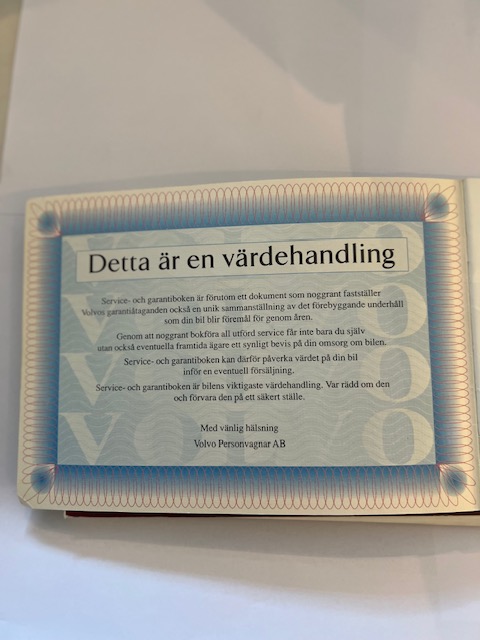 Detta är en värdehandling
Service- och garantiboken är förutom ett dokument som noggrant fastställer
Volvos garantiåtaganden också en unik sammanställning av det förebyggande underhåll
som din bil blir föremål för genom åren.
Genom att noggrant bokföra all utförd service får inte bara du själv
utan också eventuella framtida ägare ett synligt bevis på din omsorg om bilen.
Service- och garantiboken kan därför påverka värdet på din bil
inför en eventuell försäljning.
Service- och garantiboken är bilens viktigaste värdehandling. Var rädd om den
och förvara den på ett säkert ställe.
Med vänlig hälsning
Volvo Personvagnar AB